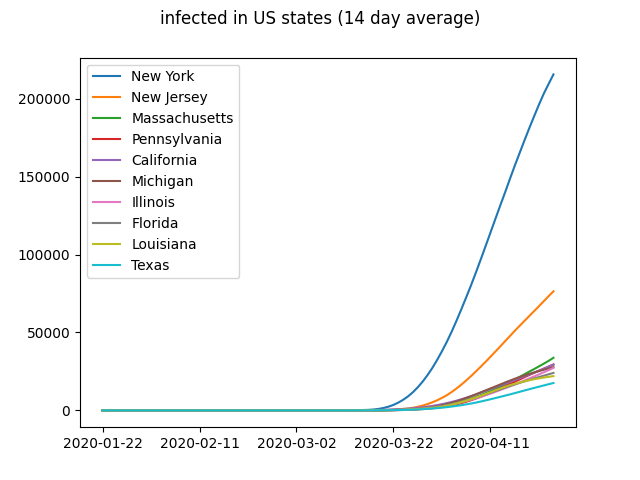 infected in US states (14 day average)
New York
New Jersey
Massachusetts
Pennsylvania
California
Michigan
Illinois
Florida
Louisiana
Texas
200000
150000
100000
50000
0
2020-01-22 2020-02-11 2020-03-02 2020-03-22 2020-04-11